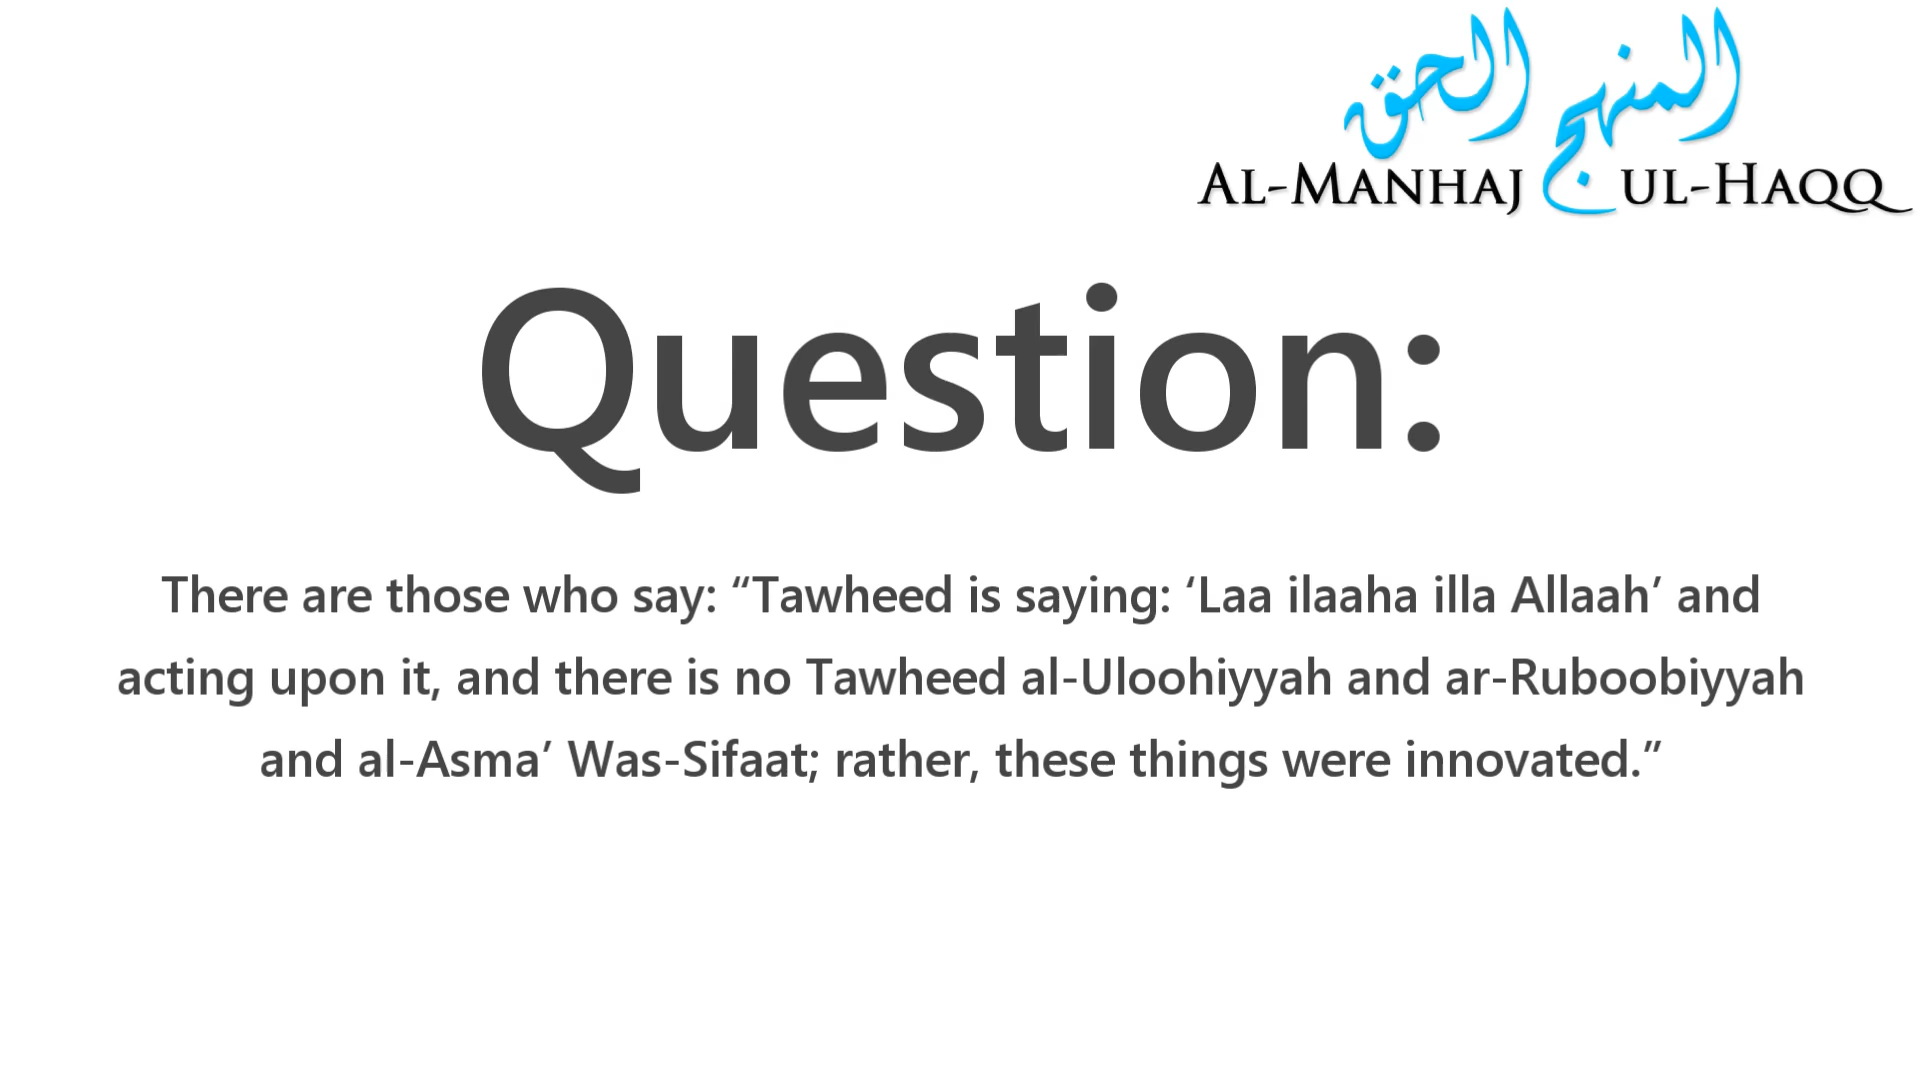 المنهج الحق
AL-MANHAJ UL-HAQQ
Question:
There are those who say: “Tawheed is saying: ‘Laa ilaaha illa Allaah’ and
acting upon it, and there is no Tawheed al-Uloohiyyah and ar-Ruboobiyyah
and al-Asma’ Was-Sifaat; rather, these things were innovated.”